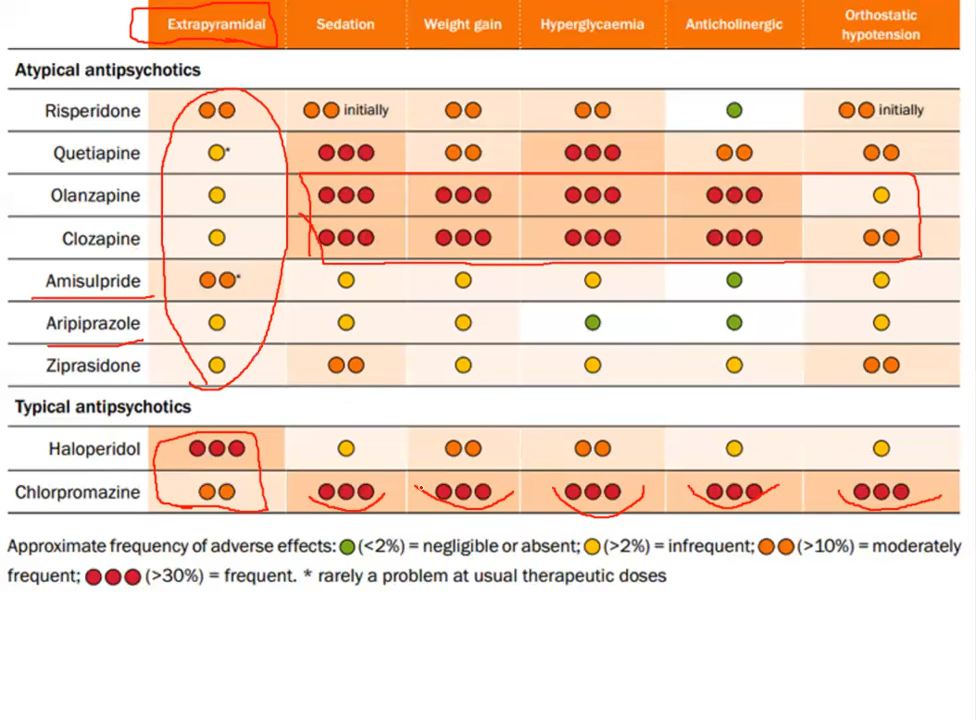 Extrapyramidal Sedation Weight gain Hyperglycaemia Anticholinergic Orthostatic hypotension
Atypical antipsychotics
Risperidone initially initially
Quetiapine *
Olanzapine
Clozapine
Amisulpride *
Aripiprazole
Ziprasidone
Typical antipsychotics
Haloperidol
Chlorpromazine
Approximate frequency of adverse effects: (<2%) = negligible or absent; (>2%) = infrequent; (>10%) = moderately
frequent; (>30%) = frequent. * rarely a problem at usual therapeutic doses